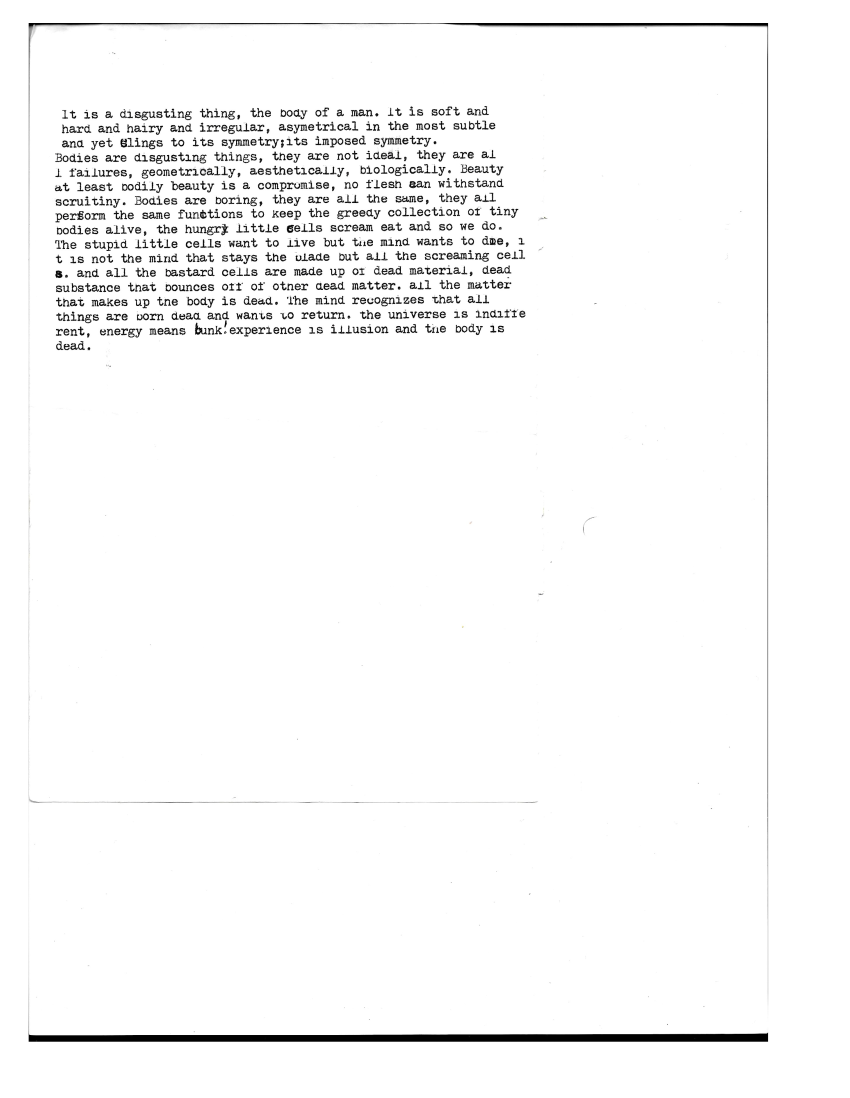 It is a disgusting thing, the body of a man. It is soft and
hard and hairy and irregular, asymetrical in the most subtle
and yet clings to its symmetry;its imposed symmetry.
Bodies are disgusting things, they are not ideal, they are al
l failures, geometrically, aesthetically, biologically. Beauty
at least bodily beauty is a compromise, no flesh can withstand
scruitiny. Bodies are boring, they are all the same, they all
perform the same functions to keep the greedy collection of tiny
bodies alive, the hungry little cells scream eat and so we do.
The stupid little cells want to live but the mind wants to die, i
t is not the mind that stays the blade but all the screaming cell
s. and all the bastard cells are made up of dead material, dead
substance that bounces off of other dead matter. all the matter
that makes up the body is dead. The mind recognizes that all
things are born dead and wants to return. the universe is indiffe
rent, energy means bunk! experience is illusion and the body is
dead.